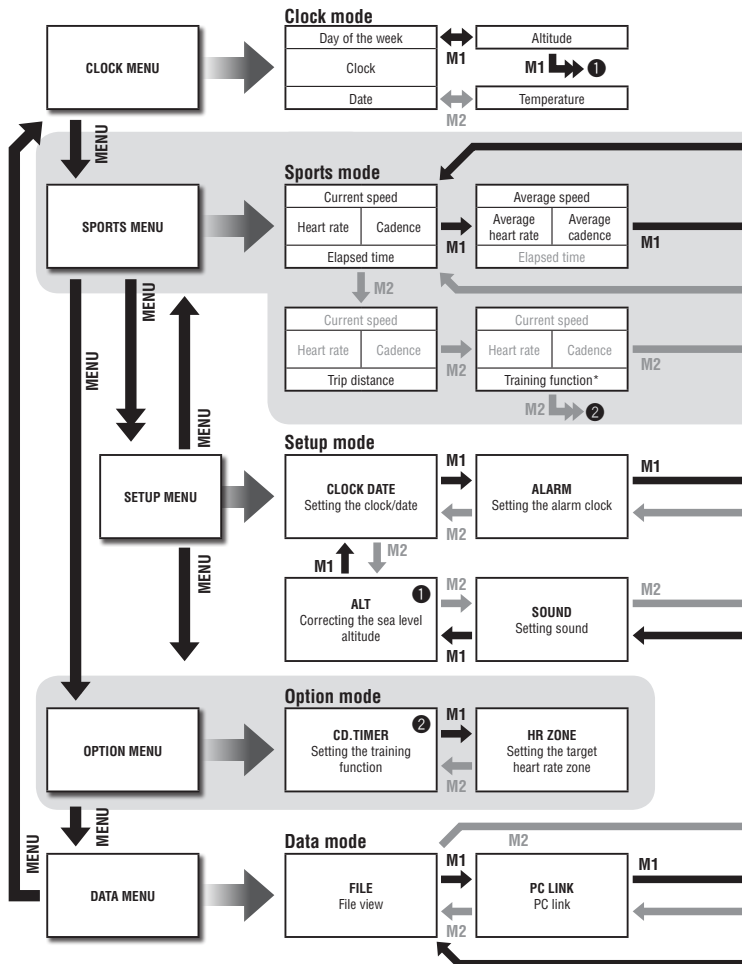 Clock mode
CLOCK MENU
Day of the week
Clock
Date
M1
Altitude
M1 ❶
M2
Temperature
MENU
Sports mode
SPORTS MENU
Current speed
Heart rate
Cadence
Elapsed time
M1
Average speed
Average
heart rate
Average
cadence
Elapsed time
M1
M2
Current speed
Heart rate
Cadence
Trip distance
M2
Current speed
Heart rate
Cadence
Training function*
M2
M2 ❷
MENU
MENU
MENU
Setup mode
SETUP MENU
CLOCK DATE
Setting the clock/date
M1
M2
ALARM
Setting the alarm clock
M1
M1
M2
MENU
❶
ALT
Correcting the sea level
altitude
M2
M1
SOUND
Setting sound
M2
Option mode
OPTION MENU
❷
CD.TIMER
Setting the training
function
M1
M2
HR ZONE
Setting the target
heart rate zone
MENU
MENU
Data mode
DATA MENU
M2
FILE
File view
M1
M2
PC LINK
PC link
M1